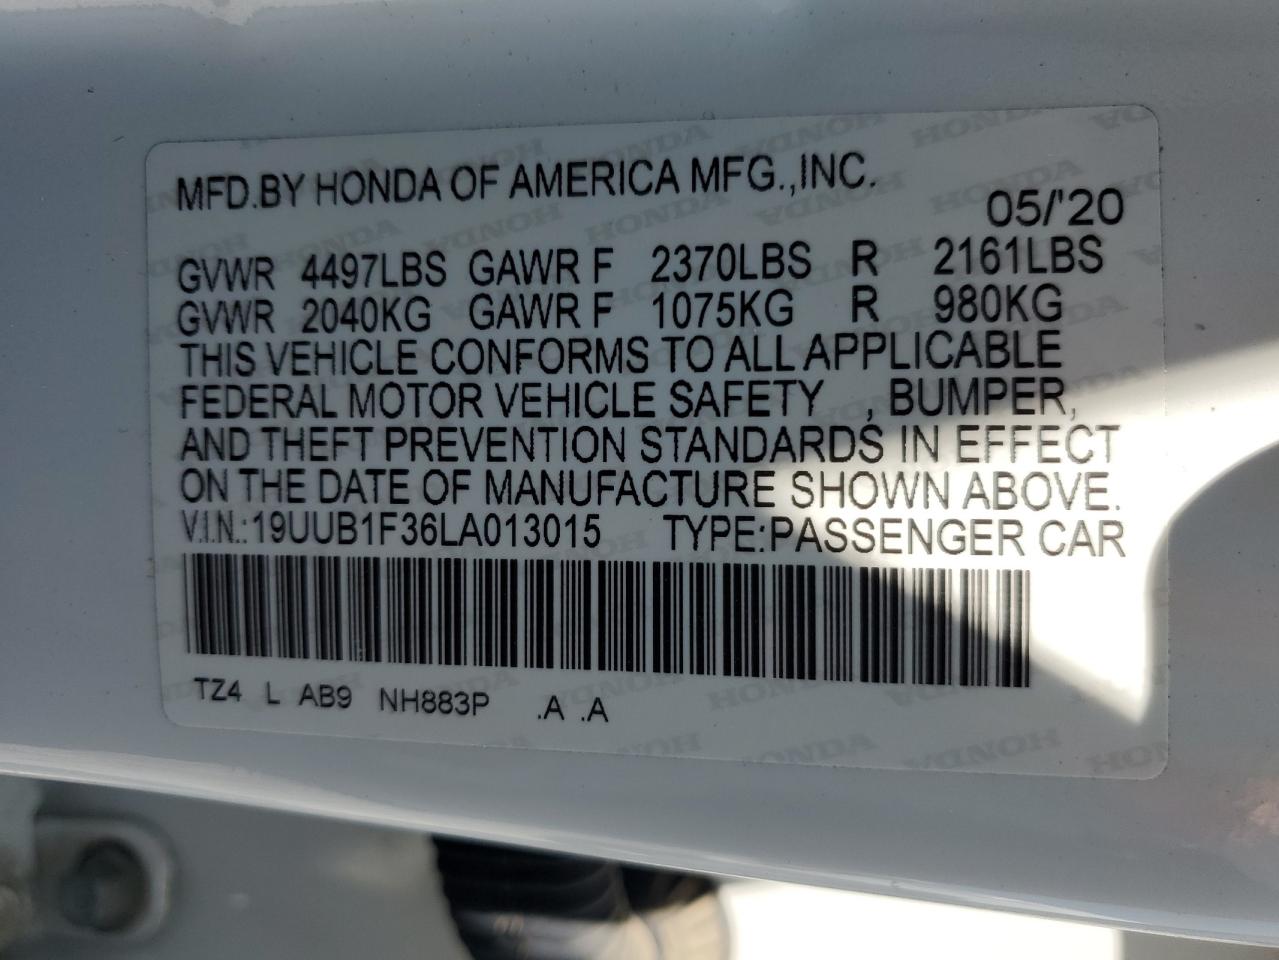 MFD.BY HONDA OF AMERICA MFG.,INC.
05/'20
GVWR 4497LBS GAWR F 2370LBS R 2161LBS
GVWR 2040KG GAWR F 1075KG R 980KG
THIS VEHICLE CONFORMS TO ALL APPLICABLE
FEDERAL MOTOR VEHICLE SAFETY , BUMPER,
AND THEFT PREVENTION STANDARDS IN EFFECT
ON THE DATE OF MANUFACTURE SHOWN ABOVE.
V.I.N.:19UUB1F36LA013015 TYPE:PASSENGER CAR
TZ4 L AB9 NH883P .A .A